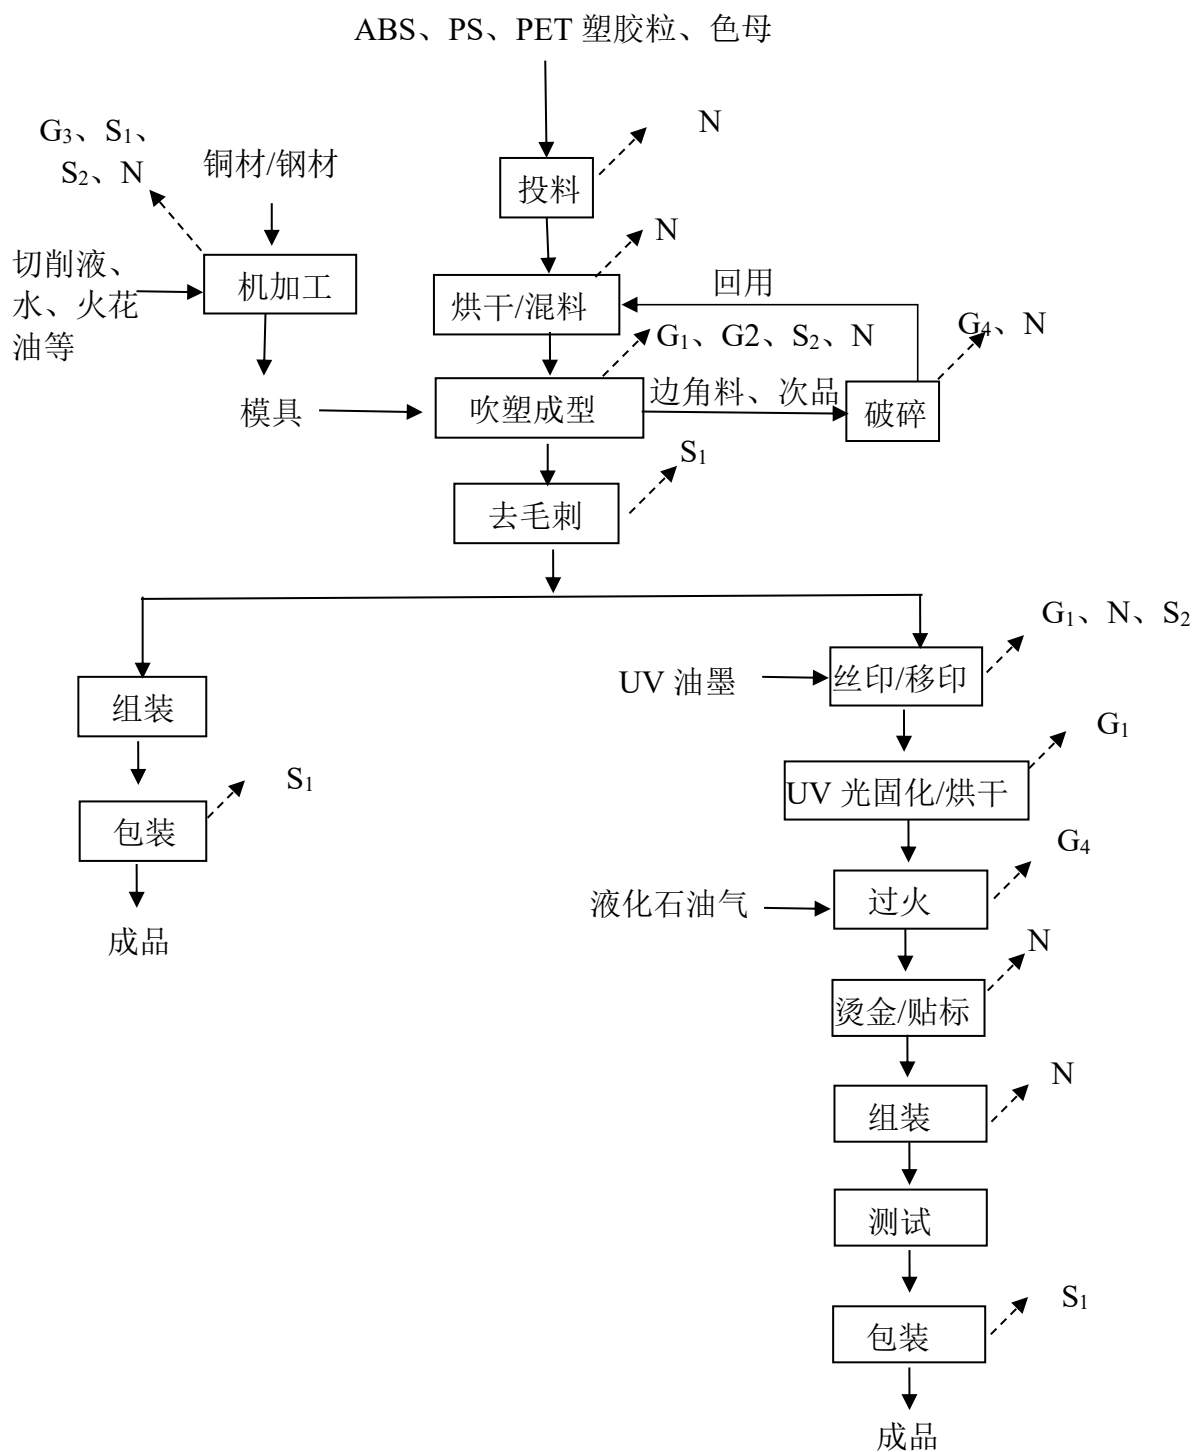 ABS、PS、PET 塑胶粒、色母
N
G₃、S₁、
S₂、N
铜材/钢材
投料
N
切削液、
水、火花
油等
机加工
烘干/混料
回用
G₁、G2、S₂、N
G₄、N
模具
吹塑成型
边角料、次品
破碎
S₁
去毛刺
G₁、N、S₂
UV 油墨
丝印/移印
组装
G₁
S₁
UV 光固化/烘干
包装
G₄
液化石油气
过火
成品
N
烫金/贴标
N
组装
测试
S₁
包装
成品